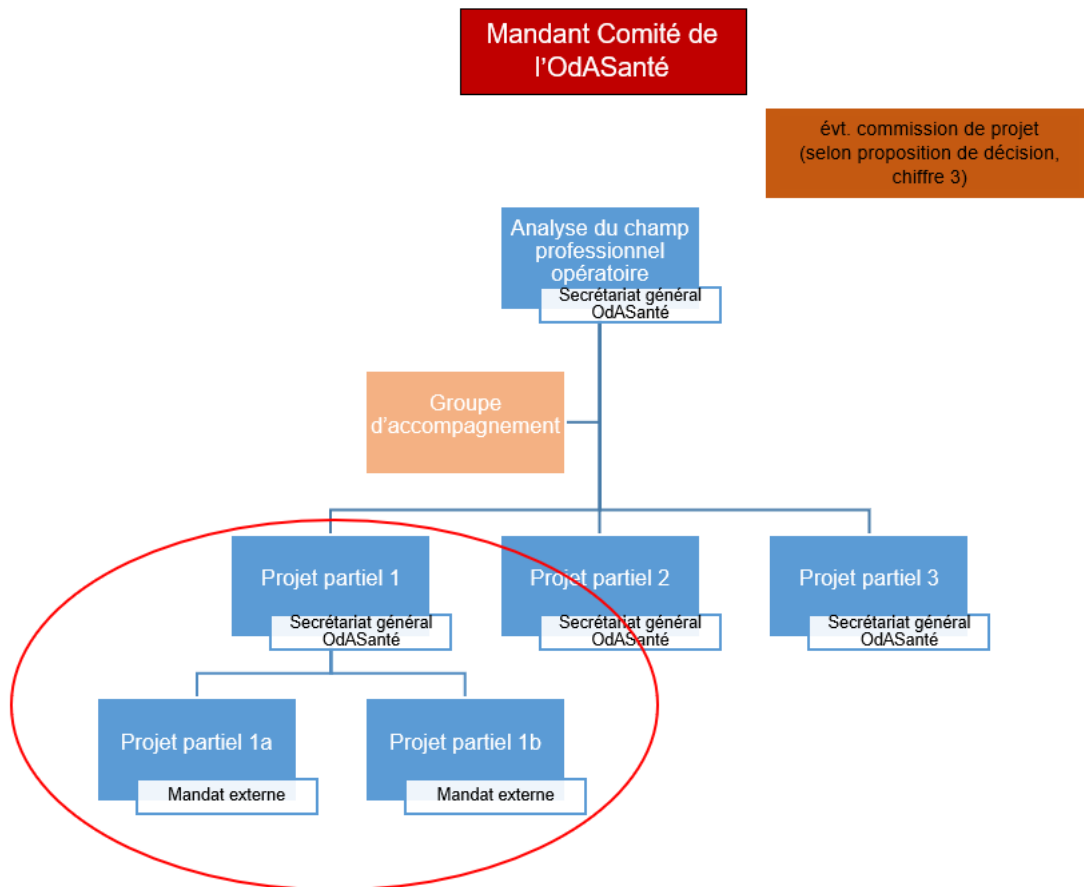 Mandant Comité de
l'OdASanté
évt. commission de projet
(selon proposition de décision,
chiffre 3)
Analyse du champ
professionnel
opératoire
Secrétariat général
OdASanté
Groupe
d'accompagnement
Projet partiel 1
Secrétariat général
OdASanté
Projet partiel 2
Secrétariat général
OdASanté
Projet partiel 3
Secrétariat général
OdASanté
Projet partiel 1a
Mandat externe
Projet partiel 1b
Mandat externe